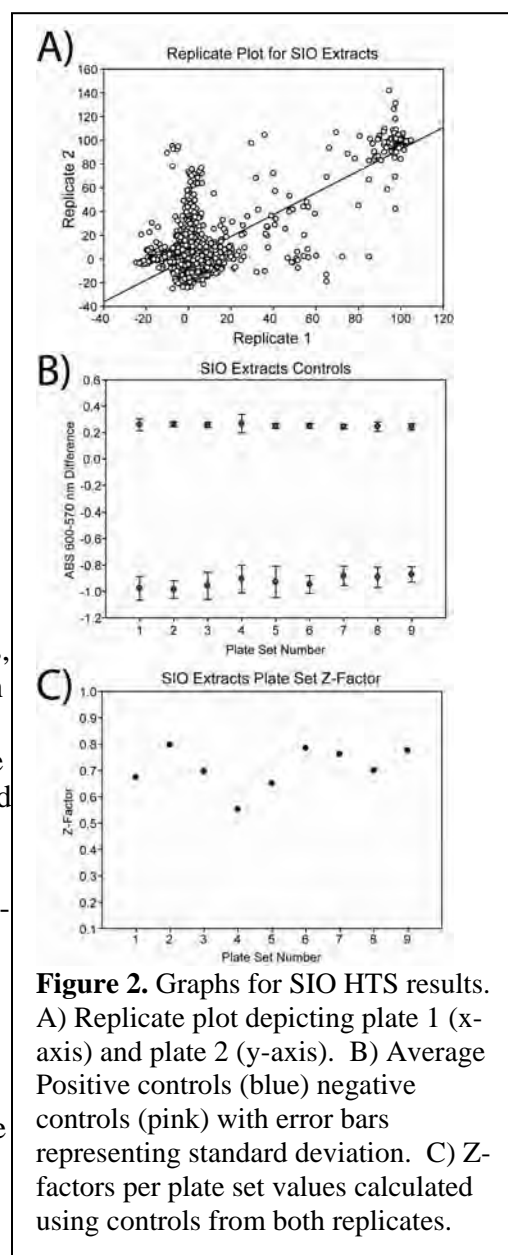 A)
Replicate Plot for SIO Extracts
160
140
120
100
80
60
40
20
0
-20
-40
Replicate 2
-40 -20 0 20 40 60 80 100 120
Replicate 1
B)
SIO Extracts Controls
0.6
0.4
0.2
0.0
-0.2
-0.4
-0.6
-0.8
-1.0
-1.2
ABS 600-570 nm Difference
1 2 3 4 5 6 7 8 9
Plate Set Number
C)
SIO Extracts Plate Set Z-Factor
1.0
0.9
0.8
0.7
0.6
0.5
0.4
0.3
0.2
0.1
Z-Factor
1 2 3 4 5 6 7 8 9
Plate Set Number
Figure 2. Graphs for SIO HTS results.
A) Replicate plot depicting plate 1 (x-
axis) and plate 2 (y-axis). B) Average
Positive controls (blue) negative
controls (pink) with error bars
representing standard deviation. C) Z-
factors per plate set values calculated
using controls from both replicates.